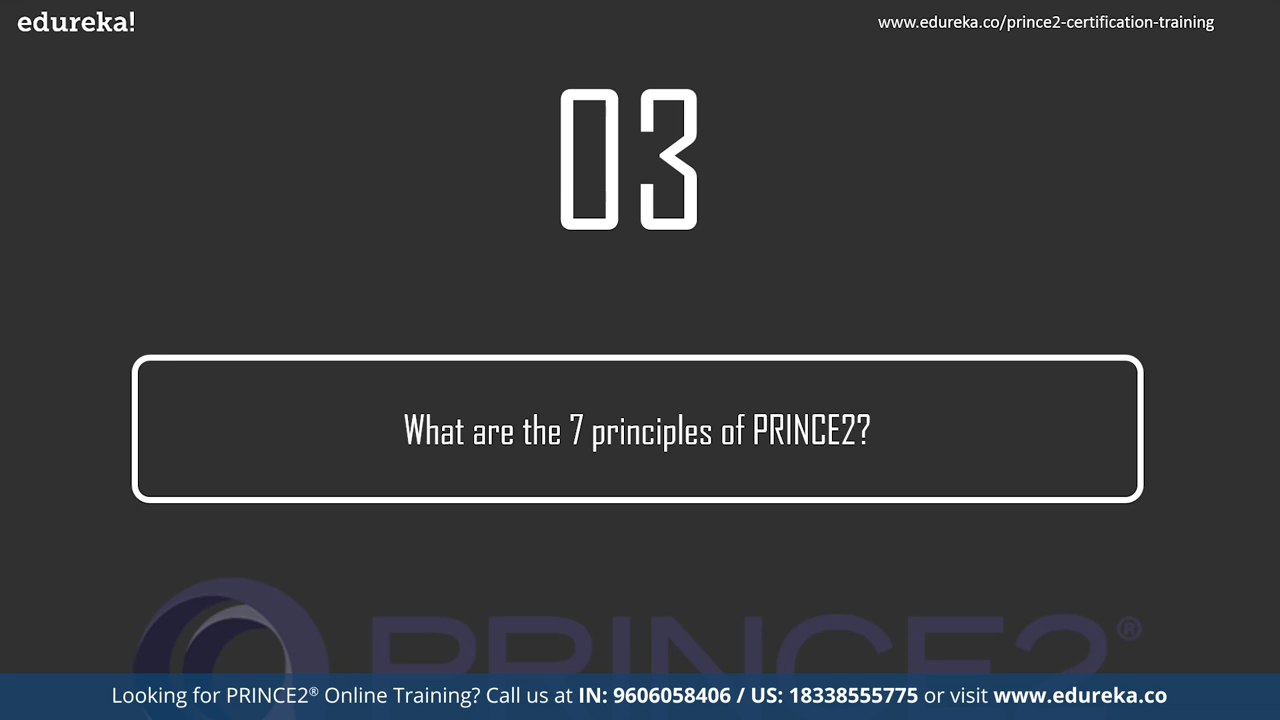 edureka!
www.edureka.co/prince2-certification-training
03
What are the 7 principles of PRINCE2?
PRINCE2®
Looking for PRINCE2® Online Training? Call us at IN: 9606058406 / US: 18338555775 or visit www.edureka.co